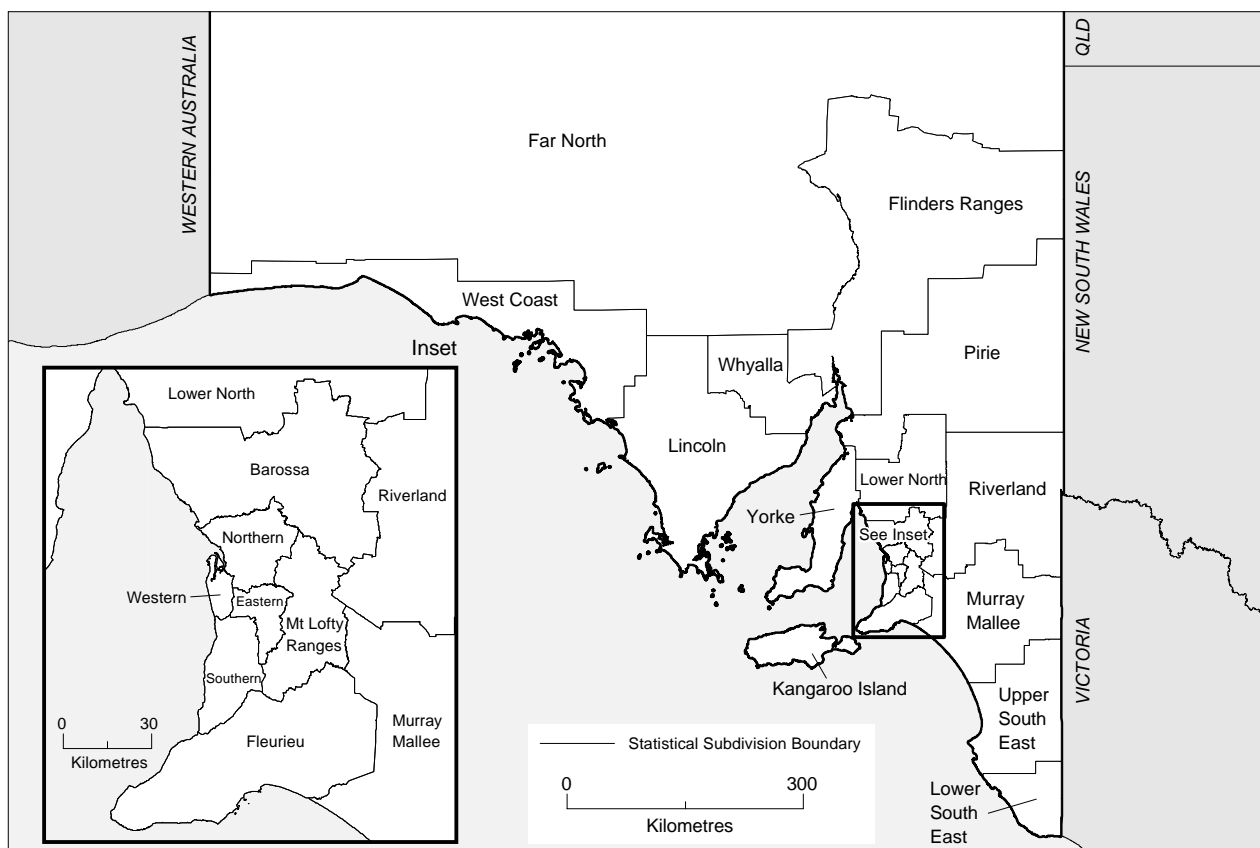 WESTERN AUSTRALIA
QLD
Far North
Flinders Ranges
NEW SOUTH WALES
West Coast
Inset
Pirie
Whyalla
Lincoln
Lower North
Riverland
Yorke
See Inset
Murray
Mallee
Kangaroo Island
VICTORIA
Upper
South
East
Lower
South
East
Lower North
Barossa
Riverland
Northern
Western
Eastern
Mt Lofty
Ranges
Southern
0 30
Kilometres
Fleurieu
Murray
Mallee
Statistical Subdivision Boundary
0 300
Kilometres